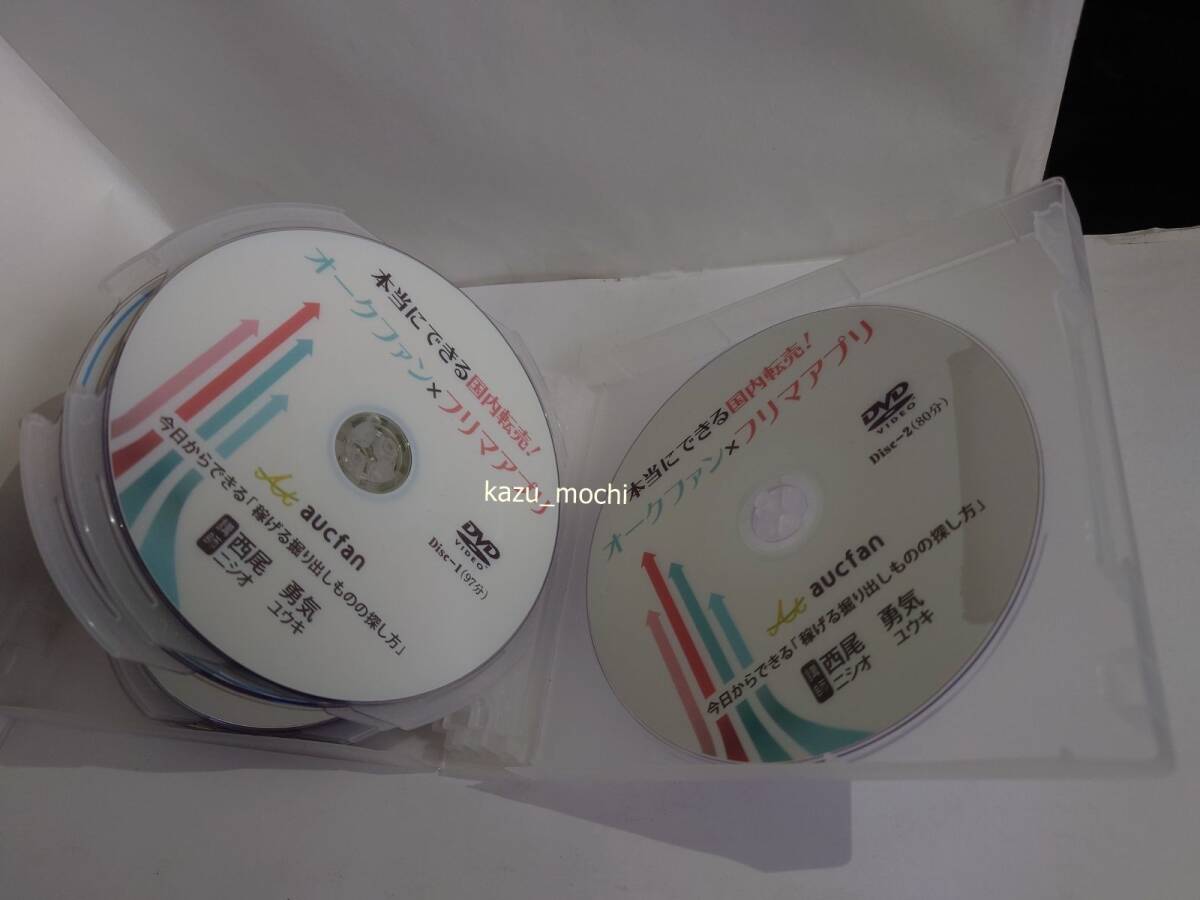 本当にできる国内転売!
オークファン×フリマアプリ
今日からできる「稼げる掘り出しものの探し方」
aucfan
西尾 勇気
ニシオ ユウキ
DVD
VIDEO
Disc-1(97分)
kazu_mochi
本当にできる国内転売!
オークファン×フリマアプリ
DVD
VIDEO
Disc-2(80分)
aucfan
今日からできる「稼げる掘り出しものの探し方」
西尾 勇気
ニシオ ユウキ